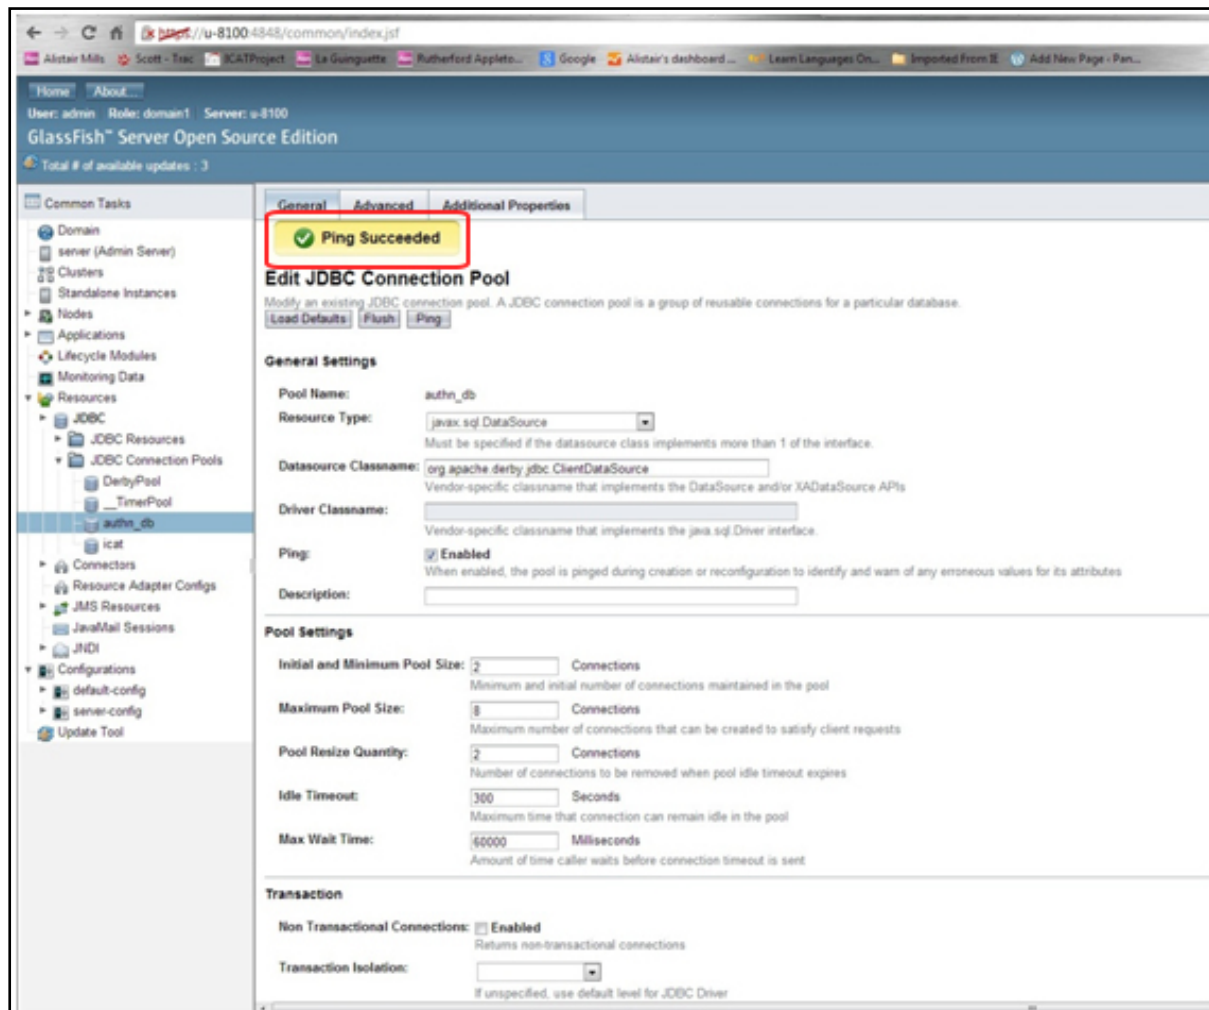 https://u-8100:4848/common/index.jsf
Alistair Mills Scott - Trac ICATProject La Guinguette Rutherford Appleto... Google Alistair's dashboard ... Learn Languages On... Imported From IE Add New Page - Pan...
Home About...
User: admin Role: domain1 Server: u-8100
GlassFish™ Server Open Source Edition
Total # of available updates : 3
Common Tasks
Domain
server (Admin Server)
Clusters
Standalone Instances
Nodes
Applications
Lifecycle Modules
Monitoring Data
Resources
JDBC
JDBC Resources
JDBC Connection Pools
DerbyPool
__TimerPool
authn_db
icat
Connectors
Resource Adapter Configs
JMS Resources
JavaMail Sessions
JNDI
Configurations
default-config
server-config
Update Tool
General Advanced Additional Properties
Ping Succeeded
Edit JDBC Connection Pool
Modify an existing JDBC connection pool. A JDBC connection pool is a group of reusable connections for a particular database.
Load Defaults Flush Ping
General Settings
Pool Name: authn_db
Resource Type: javax.sql.DataSource
Must be specified if the datasource class implements more than 1 of the interface.
Datasource Classname: org.apache.derby.jdbc.ClientDataSource
Vendor-specific classname that implements the DataSource and/or XADataSource APIs
Driver Classname:
Vendor-specific classname that implements the java.sql.Driver interface.
Ping: Enabled
When enabled, the pool is pinged during creation or reconfiguration to identify and warn of any erroneous values for its attributes
Description:
Pool Settings
Initial and Minimum Pool Size: 2 Connections
Minimum and initial number of connections maintained in the pool
Maximum Pool Size: 8 Connections
Maximum number of connections that can be created to satisfy client requests
Pool Resize Quantity: 2 Connections
Number of connections to be removed when pool idle timeout expires
Idle Timeout: 300 Seconds
Maximum time that connection can remain idle in the pool
Max Wait Time: 60000 Milliseconds
Amount of time caller waits before connection timeout is sent
Transaction
Non Transactional Connections: Enabled
Returns non-transactional connections
Transaction Isolation:
If unspecified, use default level for JDBC Driver